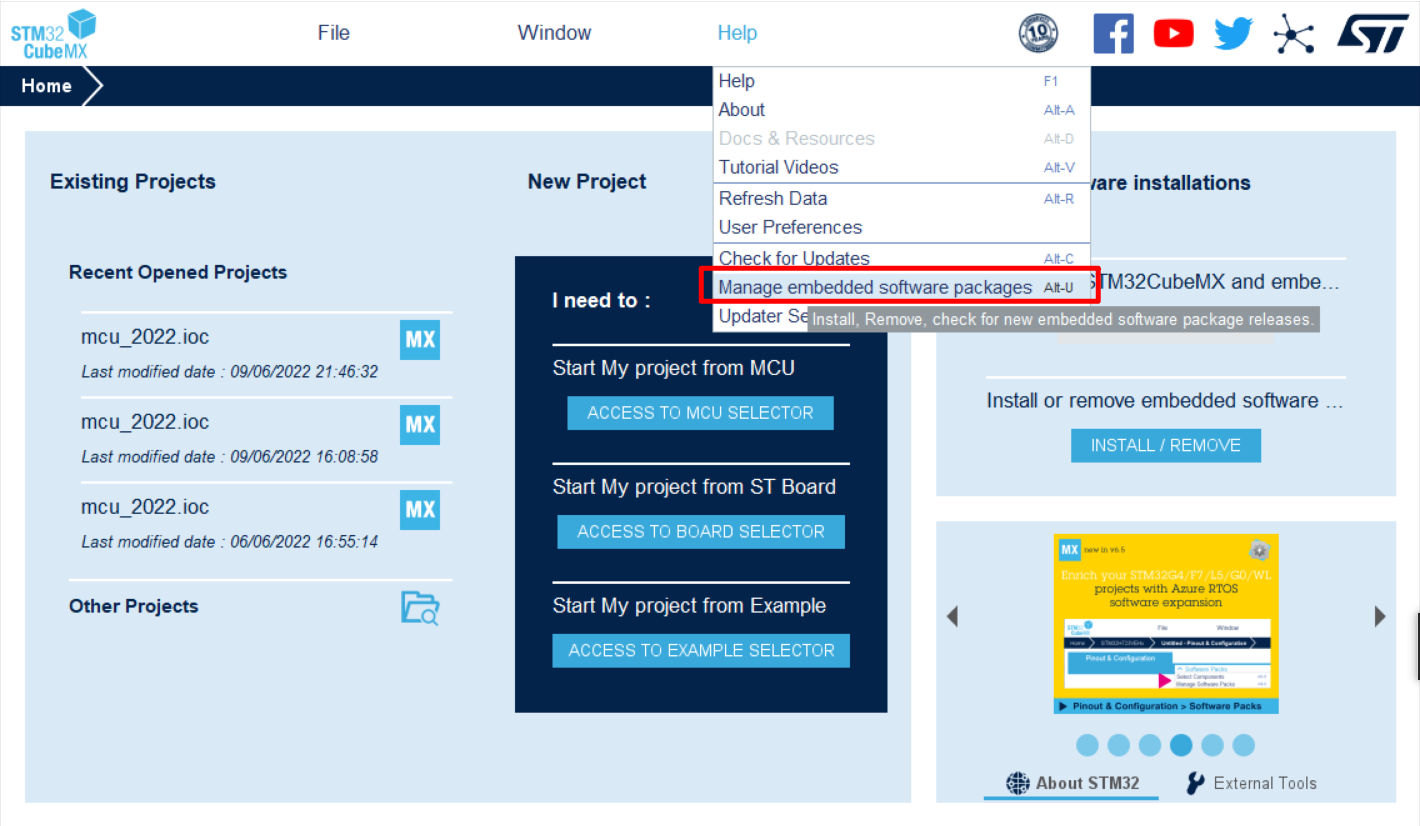 STM32
CubeMX
File
Window
Help
10
Home
Help F1
About Alt-A
Docs & Resources Alt-D
Tutorial Videos Alt-V
Refresh Data Alt-R
User Preferences
Check for Updates Alt-C
Manage embedded software packages Alt-U
Updater Se
Install, Remove, check for new embedded software package releases.
Existing Projects
Recent Opened Projects
mcu_2022.ioc
MX
Last modified date : 09/06/2022 21:46:32
mcu_2022.ioc
MX
Last modified date : 09/06/2022 16:08:58
mcu_2022.ioc
MX
Last modified date : 06/06/2022 16:55:14
Other Projects
New Project
I need to :
Start My project from MCU
ACCESS TO MCU SELECTOR
Start My project from ST Board
ACCESS TO BOARD SELECTOR
Start My project from Example
ACCESS TO EXAMPLE SELECTOR
ware installations
STM32CubeMX and embe...
Install or remove embedded software ...
INSTALL / REMOVE
MX new in v6.5
Enrich your STM32G4/F7/L5/G0/WL
projects with Azure RTOS
software expansion
STM32
CubeMX
File
Window
Home
Untitled - Pinout & Configuration
Pinout & Configuration
Software Packs
Select Components
Manage Software Packs
Pinout & Configuration > Software Packs
About STM32
External Tools